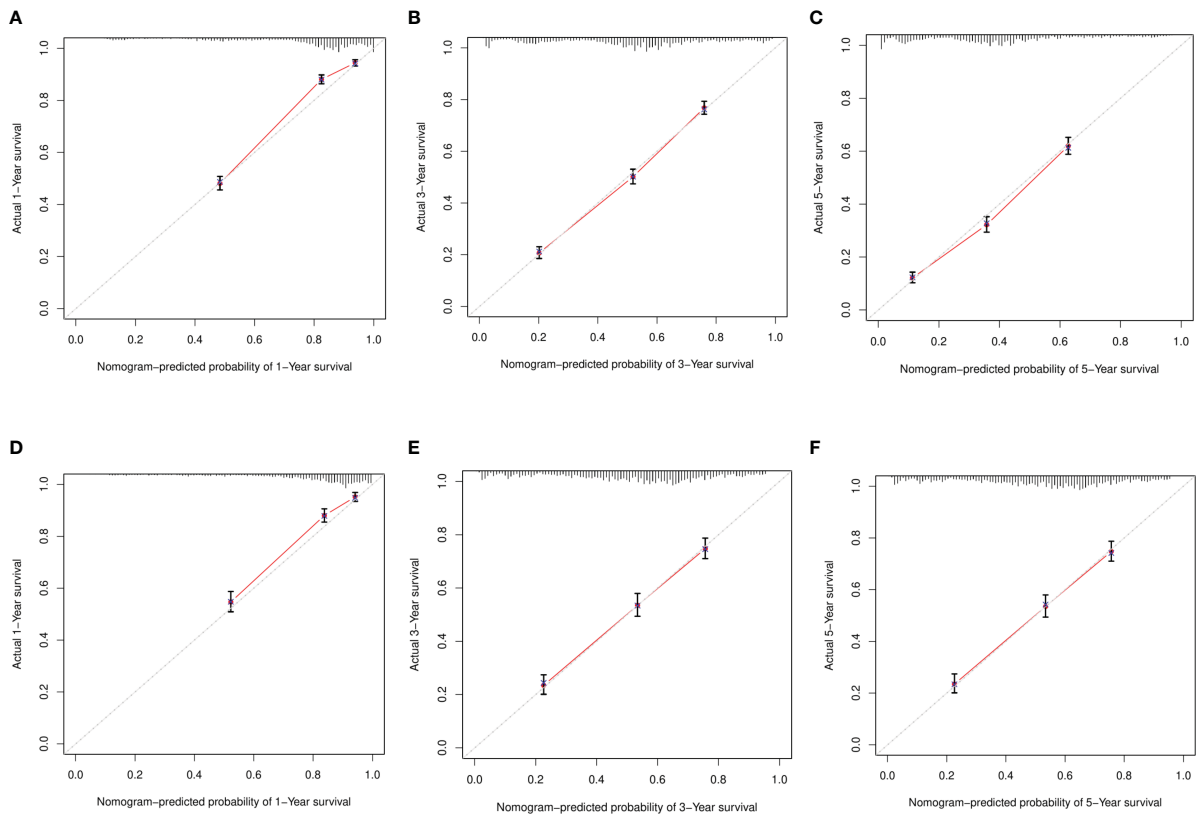 A
B
C
Actual 1−Year survival
0.0 0.2 0.4 0.6 0.8 1.0
0.0 0.2 0.4 0.6 0.8 1.0
Nomogram−predicted probability of 1−Year survival
Actual 3−Year survival
0.0 0.2 0.4 0.6 0.8 1.0
0.0 0.2 0.4 0.6 0.8 1.0
Nomogram−predicted probability of 3−Year survival
Actual 5−Year survival
0.0 0.2 0.4 0.6 0.8 1.0
0.0 0.2 0.4 0.6 0.8 1.0
Nomogram−predicted probability of 5−Year survival
D
E
F
Actual 1−Year survival
0.0 0.2 0.4 0.6 0.8 1.0
0.0 0.2 0.4 0.6 0.8 1.0
Nomogram−predicted probability of 1−Year survival
Actual 3−Year survival
0.0 0.2 0.4 0.6 0.8 1.0
0.0 0.2 0.4 0.6 0.8 1.0
Nomogram−predicted probability of 3−Year survival
Actual 5−Year survival
0.0 0.2 0.4 0.6 0.8 1.0
0.0 0.2 0.4 0.6 0.8 1.0
Nomogram−predicted probability of 5−Year survival